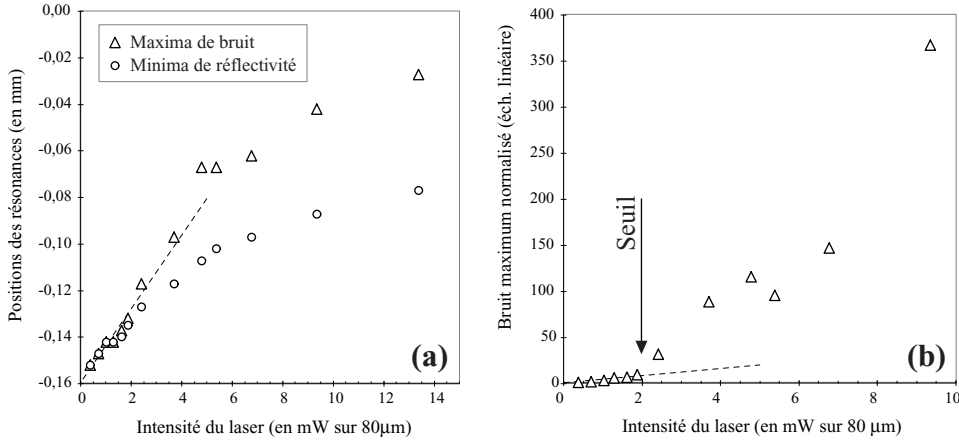 0,00
-0,02
-0,04
-0,06
-0,08
-0,10
-0,12
-0,14
-0,16
Positions des résonances (en mm)
Maxima de bruit
Minima de réflectivité
(a)
0 2 4 6 8 10 12 14
Intensité du laser (en mW sur 80μm)
400
350
300
250
200
150
100
50
0
Bruit maximum normalisé (éch. linéaire)
Seuil
(b)
0 2 4 6 8 10
Intensité du laser (en mW sur 80 μm)